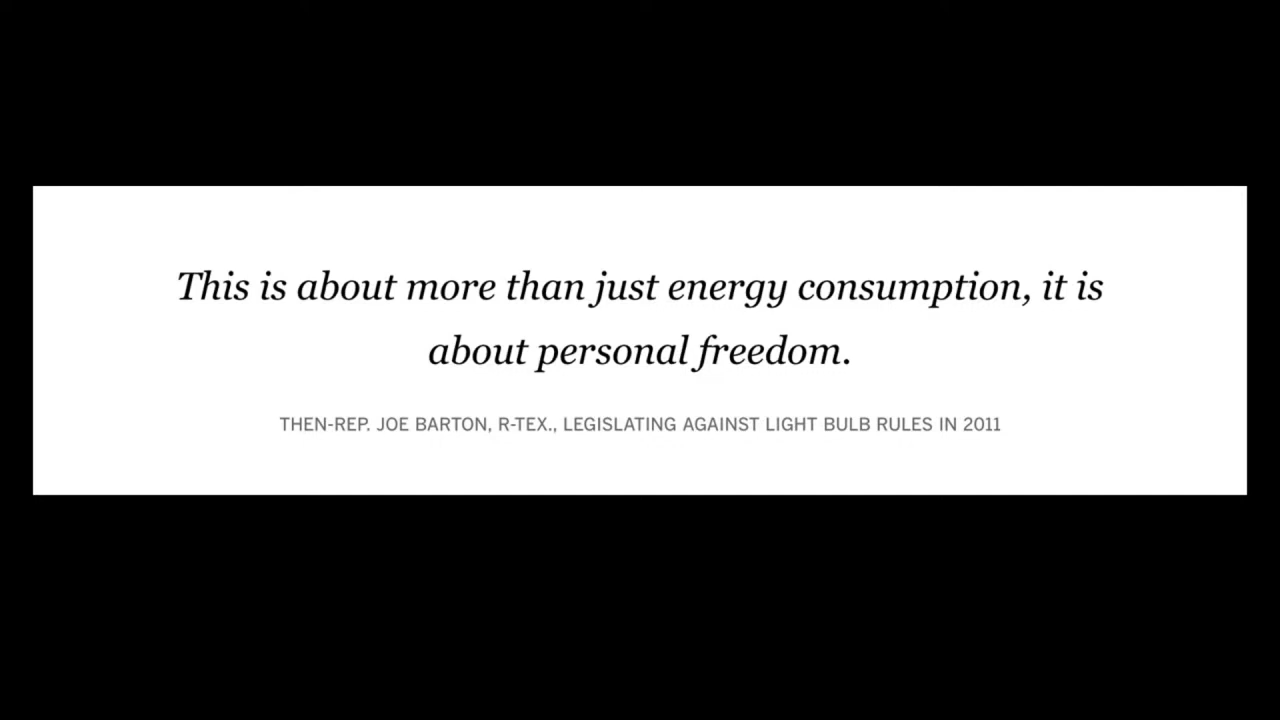 This is about more than just energy consumption, it is
about personal freedom.
THEN-REP. JOE BARTON, R-TEX., LEGISLATING AGAINST LIGHT BULB RULES IN 2011